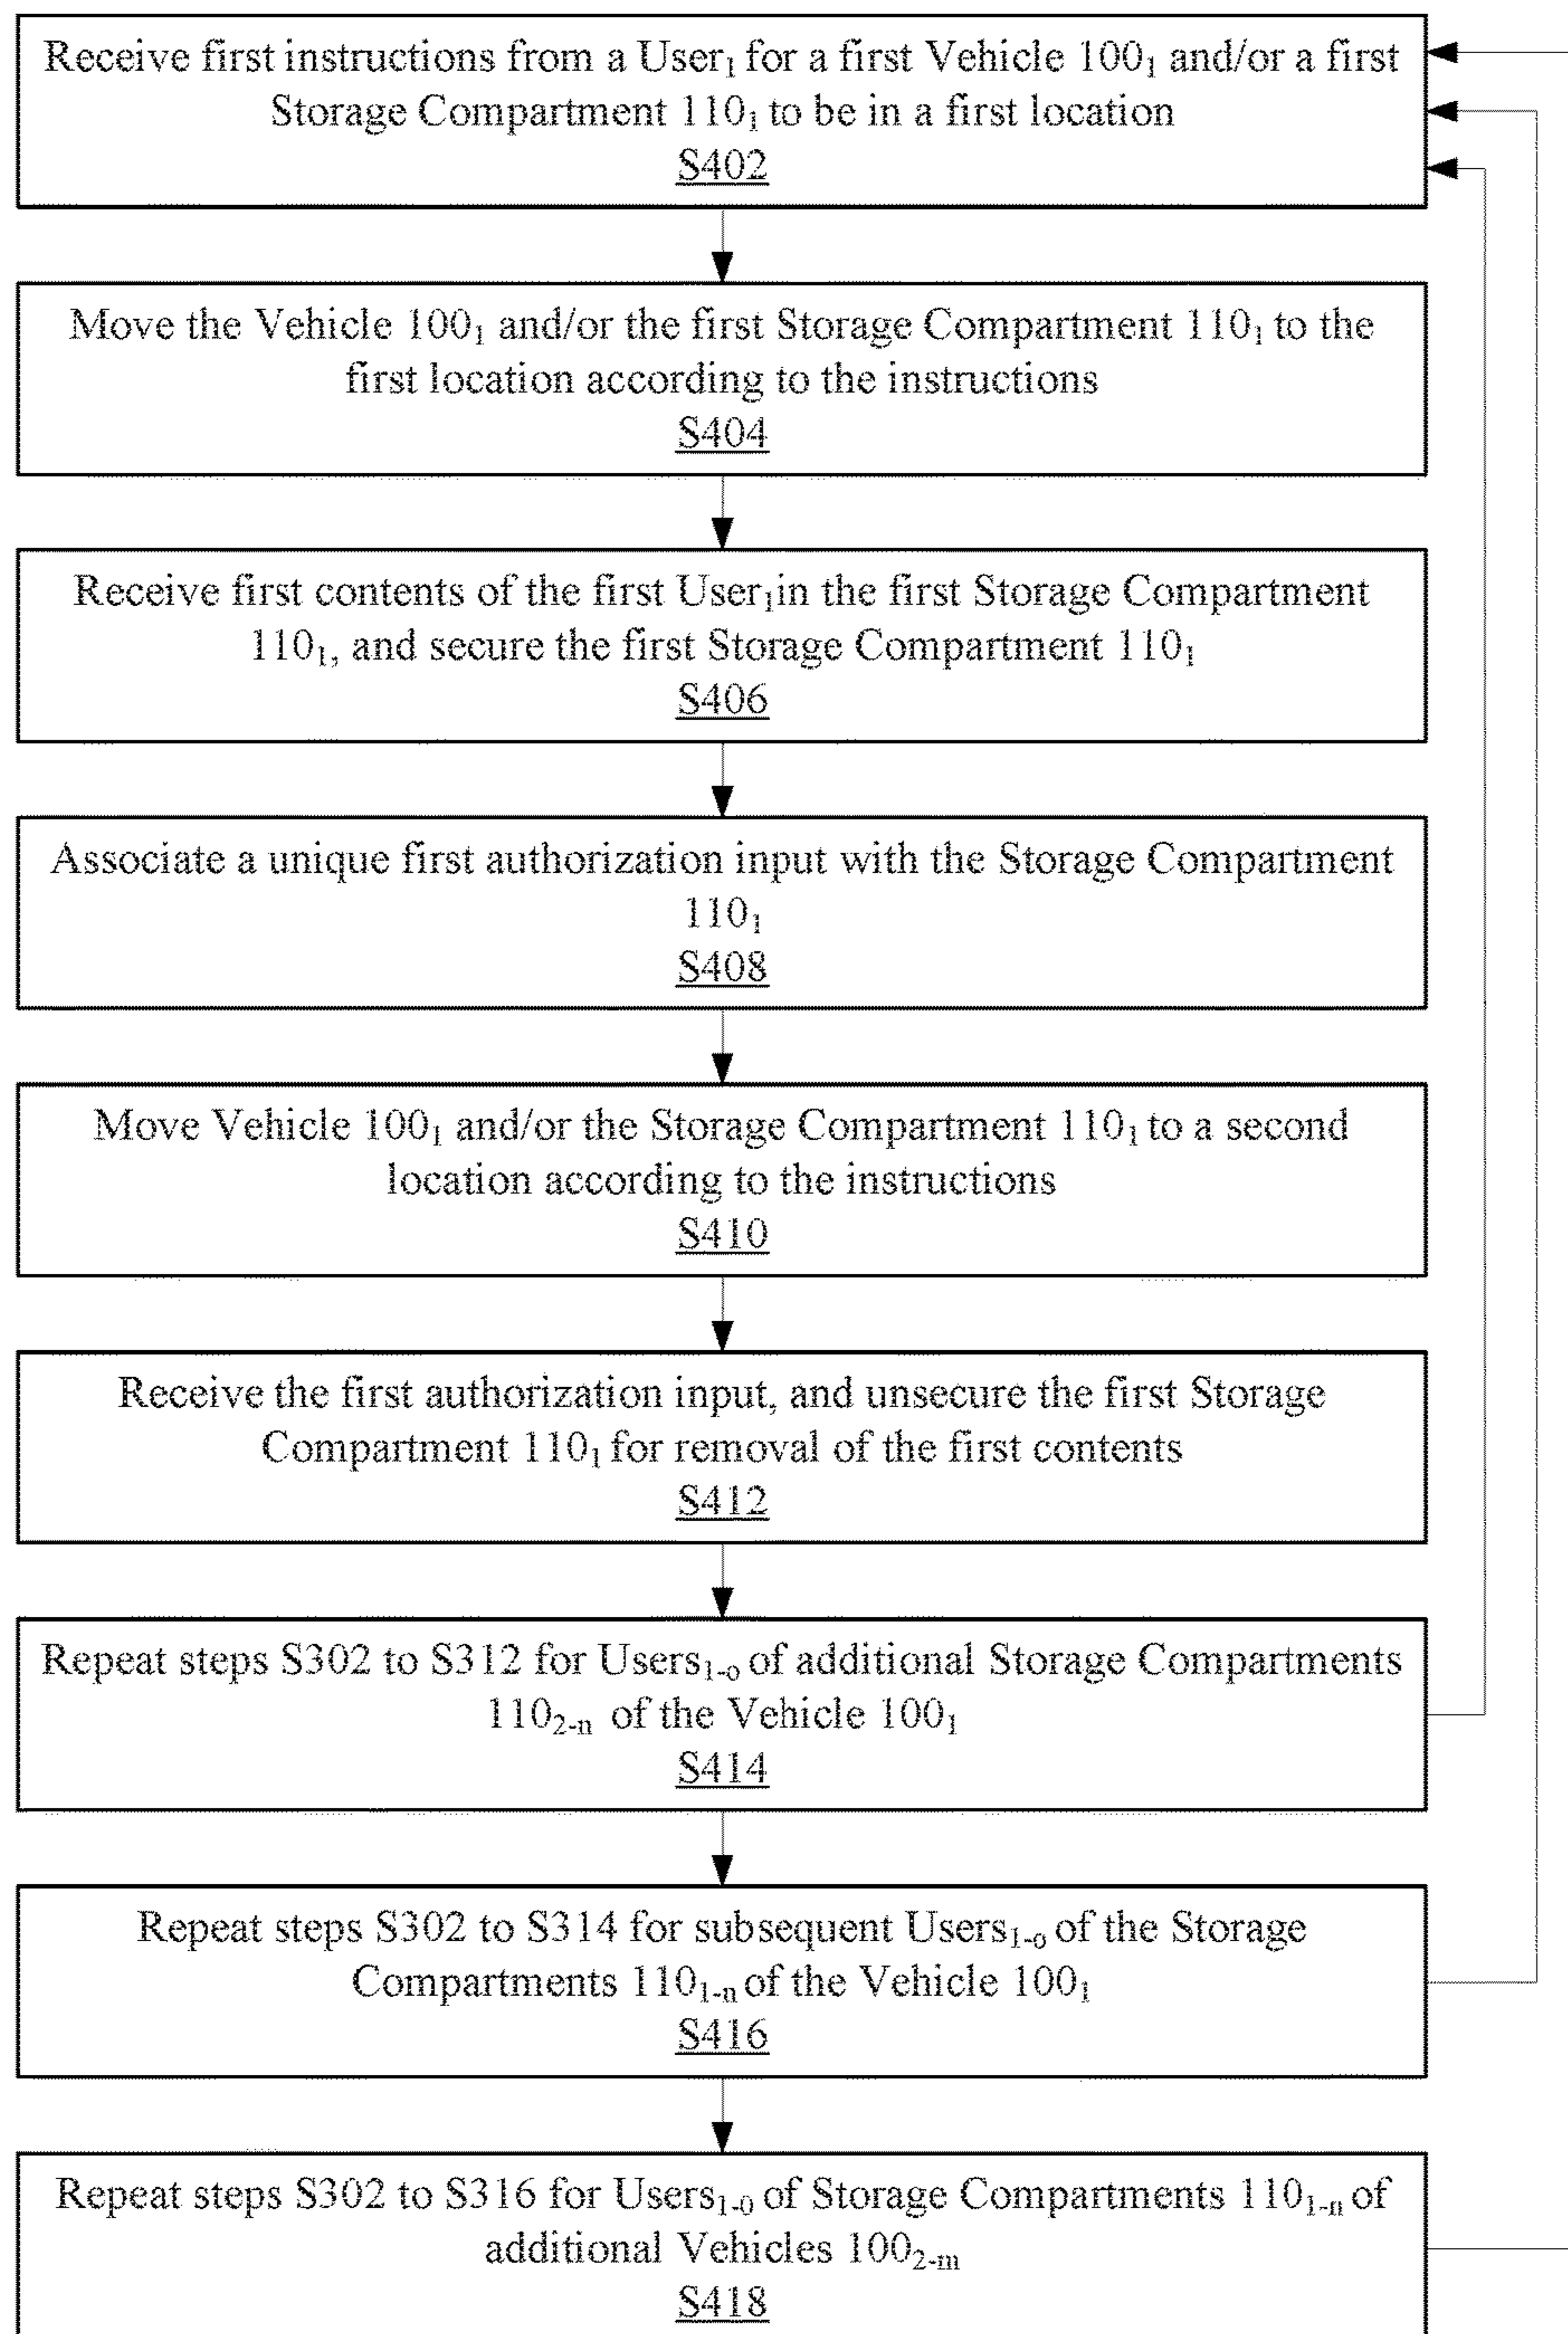 Receive first instructions from a User₁ for a first Vehicle 100₁ and/or a first
Storage Compartment 110₁ to be in a first location
S402
Move the Vehicle 100₁ and/or the first Storage Compartment 110₁ to the
first location according to the instructions
S404
Receive first contents of the first User₁ in the first Storage Compartment
110₁, and secure the first Storage Compartment 110₁
S406
Associate a unique first authorization input with the Storage Compartment
110₁
S408
Move Vehicle 100₁ and/or the Storage Compartment 110₁ to a second
location according to the instructions
S410
Receive the first authorization input, and unsecure the first Storage
Compartment 110₁ for removal of the first contents
S412
Repeat steps S302 to S312 for Users₁₋ₒ of additional Storage Compartments
110₂₋ₙ of the Vehicle 100₁
S414
Repeat steps S302 to S314 for subsequent Users₁₋ₒ of the Storage
Compartments 110₁₋ₙ of the Vehicle 100₁
S416
Repeat steps S302 to S316 for Users₁₋₀ of Storage Compartments 110₁₋ₙ of
additional Vehicles 100₂₋ₘ
S418